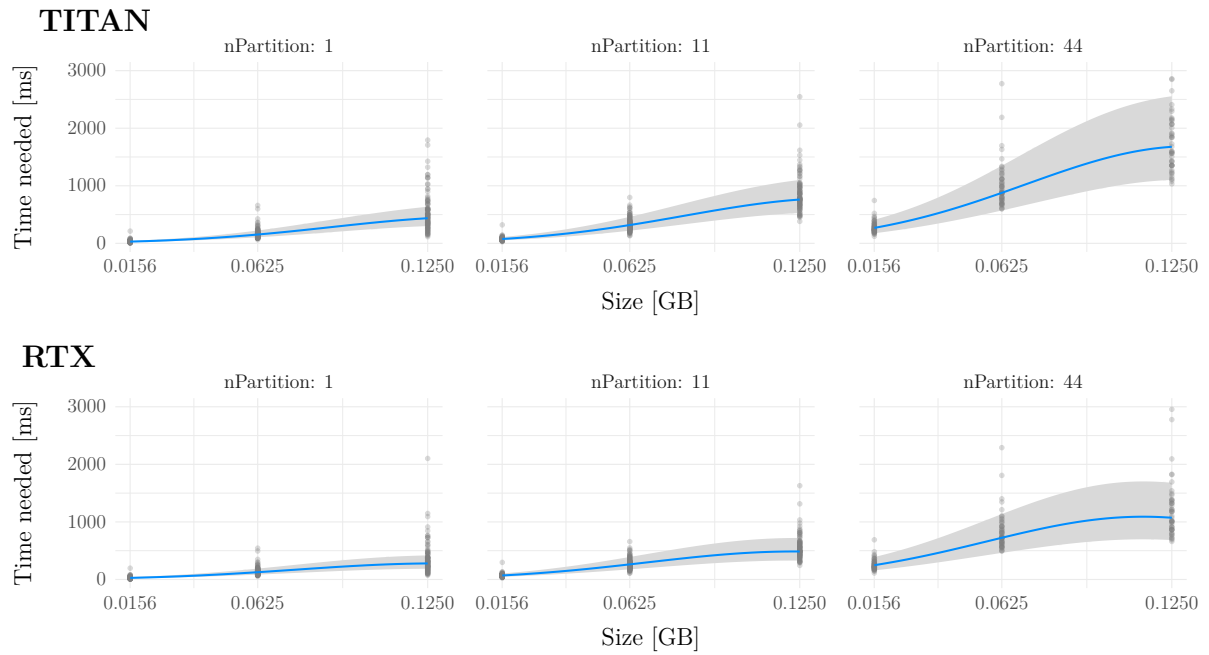 TITAN
nPartition: 1
nPartition: 11
nPartition: 44
Time needed [ms]
3000
2000
1000
0
0.0156 0.0625 0.1250
0.0156 0.0625 0.1250
0.0156 0.0625 0.1250
Size [GB]
RTX
nPartition: 1
nPartition: 11
nPartition: 44
Time needed [ms]
3000
2000
1000
0
0.0156 0.0625 0.1250
0.0156 0.0625 0.1250
0.0156 0.0625 0.1250
Size [GB]